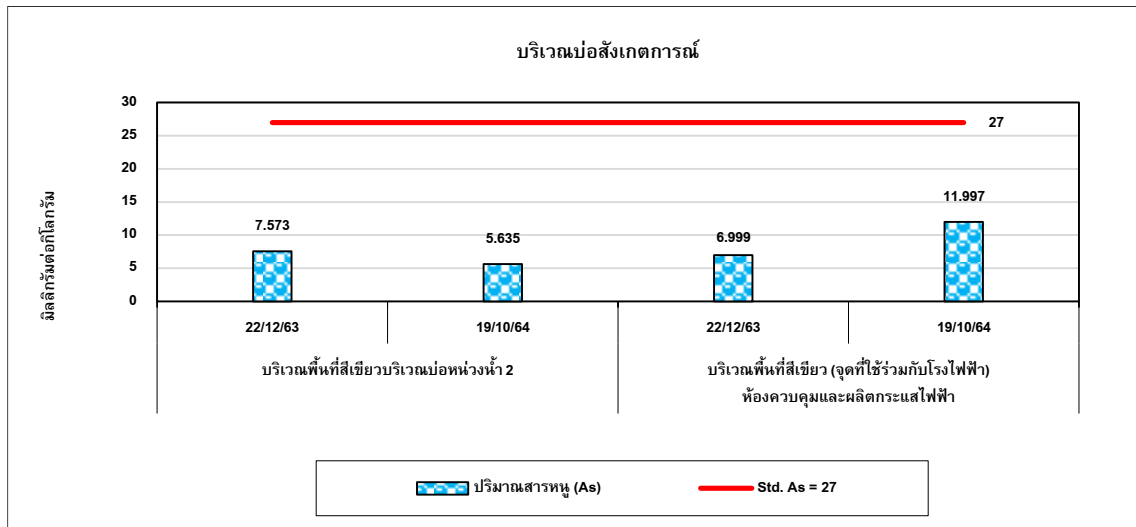 บริเวณบ่อสังเกตการณ์
มิลลิกรัมต่อกิโลกรัม
30
25
20
15
10
5
0
27
7.573
5.635
6.999
11.997
22/12/63
19/10/64
22/12/63
19/10/64
บริเวณพื้นที่สีเขียวบริเวณบ่อหน่วงน้ำ 2
บริเวณพื้นที่สีเขียว (จุดที่ใช้ร่วมกับโรงไฟฟ้า)
ห้องควบคุมและผลิตกระแสไฟฟ้า
ปริมาณสารหนู (As)
Std. As = 27